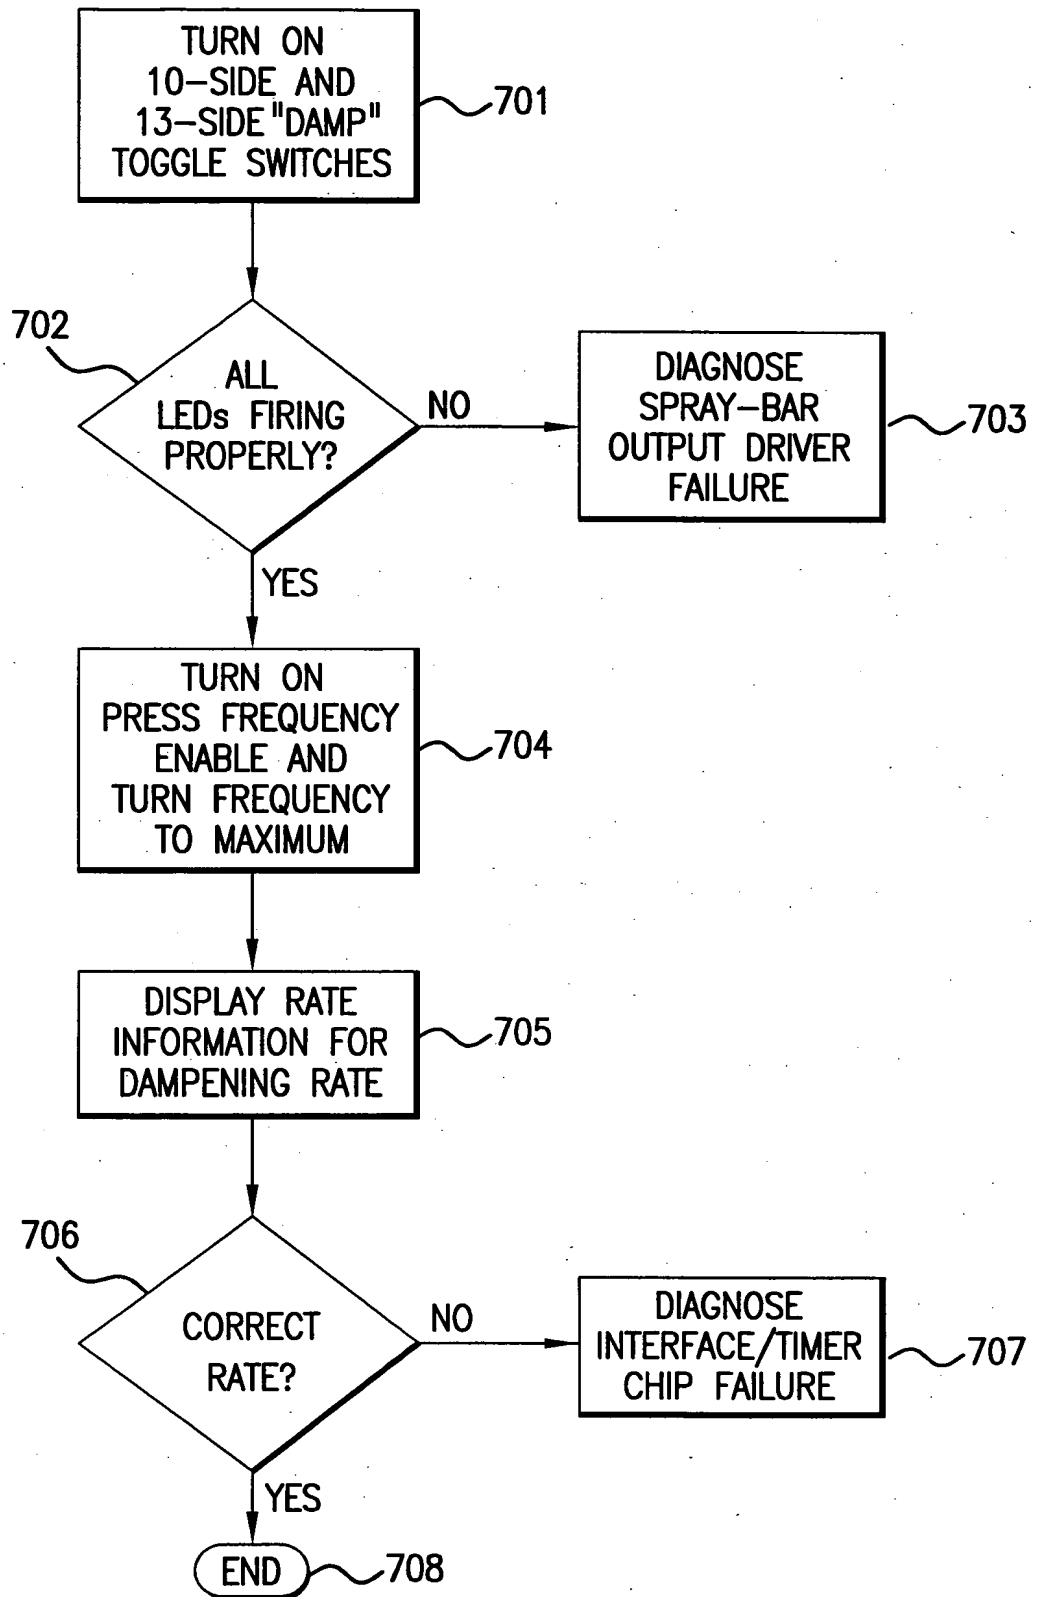 TURN ON
10-SIDE AND
13-SIDE "DAMP"
TOGGLE SWITCHES
701
702
ALL
LEDs FIRING
PROPERLY?
NO
DIAGNOSE
SPRAY-BAR
OUTPUT DRIVER
FAILURE
703
YES
TURN ON
PRESS FREQUENCY
ENABLE AND
TURN FREQUENCY
TO MAXIMUM
704
DISPLAY RATE
INFORMATION FOR
DAMPENING RATE
705
706
CORRECT
RATE?
NO
DIAGNOSE
INTERFACE/TIMER
CHIP FAILURE
707
YES
END
708